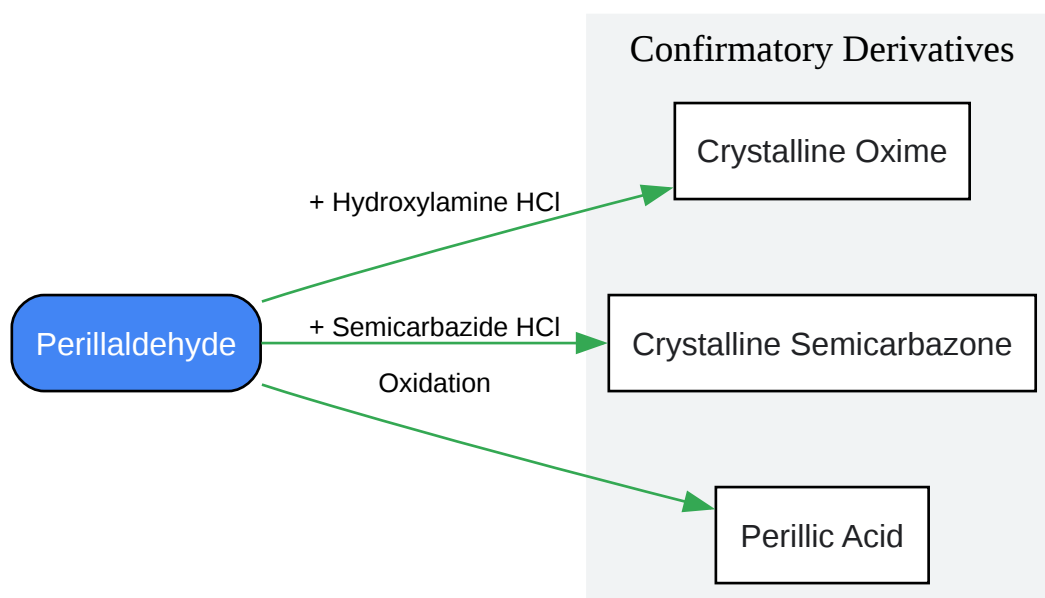 Confirmatory Derivatives
Crystalline Oxime
+ Hydroxylamine HCl
Perillaldehyde
+ Semicarbazide HCl
Crystalline Semicarbazone
Oxidation
Perillic Acid